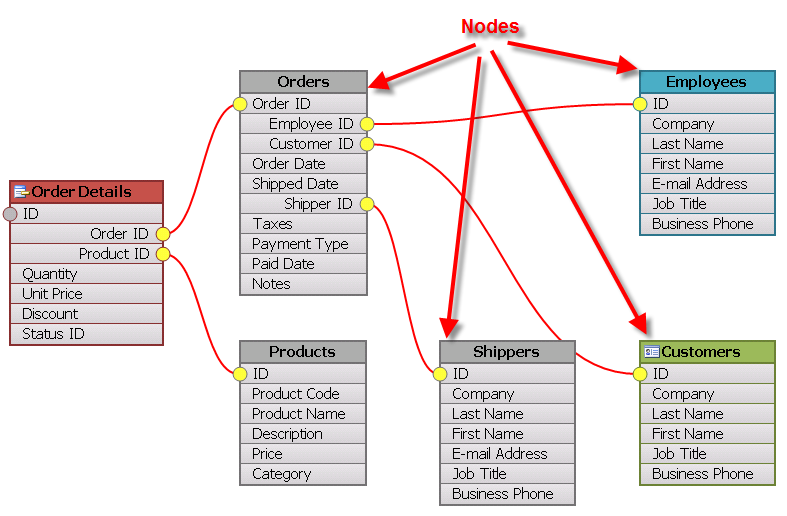 Nodes
Orders
Order ID
Employee ID
Customer ID
Order Date
Shipped Date
Shipper ID
Taxes
Payment Type
Paid Date
Notes
Employees
ID
Company
Last Name
First Name
E-mail Address
Job Title
Business Phone
Order Details
ID
Order ID
Product ID
Quantity
Unit Price
Discount
Status ID
Products
ID
Product Code
Product Name
Description
Price
Category
Shippers
ID
Company
Last Name
First Name
E-mail Address
Job Title
Business Phone
Customers
ID
Company
Last Name
First Name
Job Title
Business Phone